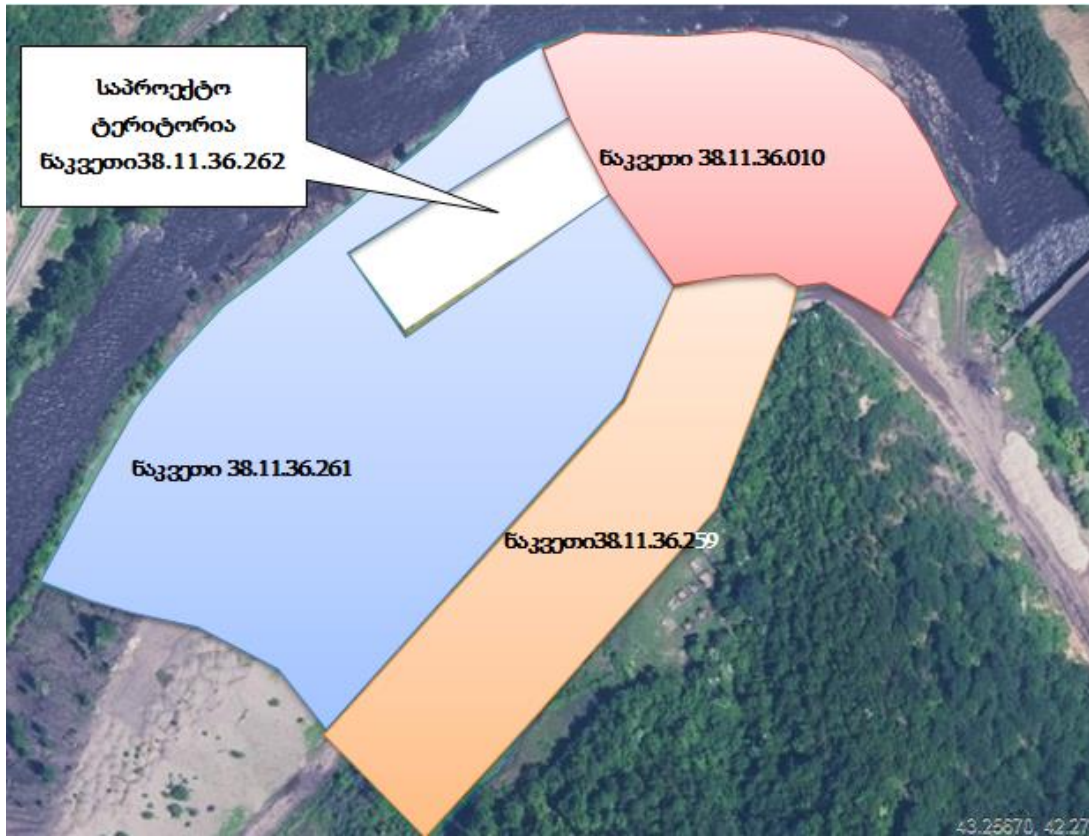 საპროექტო
ტერიტორია
ნაკვეთი38.11.36.262
ნაკვეთი 38.11.36.010
ნაკვეთი 38.11.36.261
ნაკვეთი38.11.36.259
43.25670, 42.27